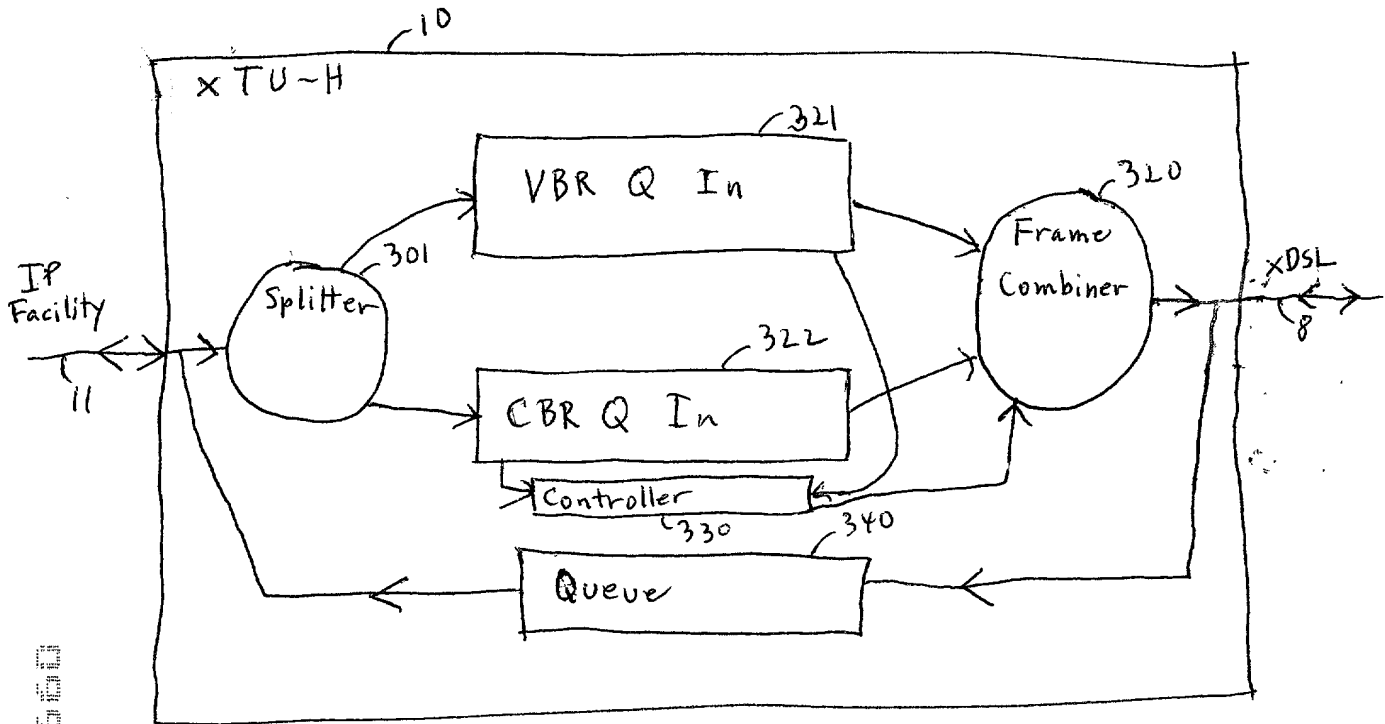 10
x TU-H
321
VBR Q In
320
Frame
Combiner
301
Splitter
IP
Facility
11
xDSL
8
322
CBR Q In
Controller
330
340
Queue